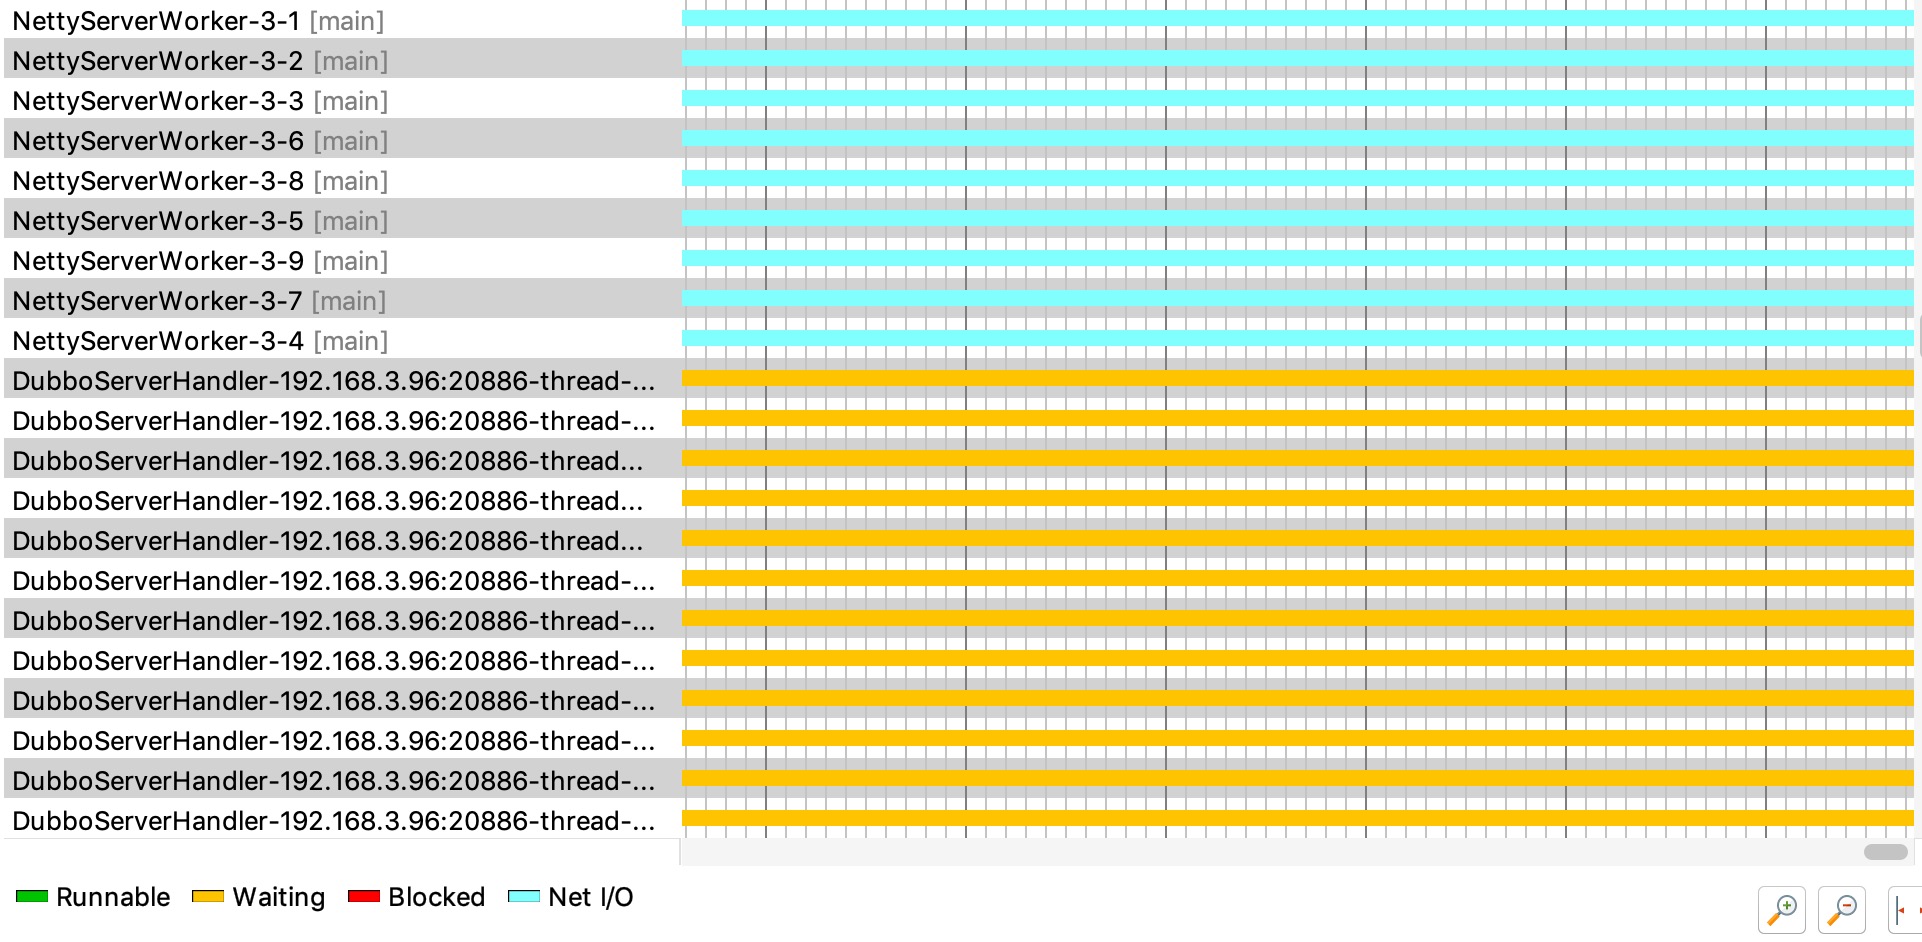 NettyServerWorker-3-1 [main]
NettyServerWorker-3-2 [main]
NettyServerWorker-3-3 [main]
NettyServerWorker-3-6 [main]
NettyServerWorker-3-8 [main]
NettyServerWorker-3-5 [main]
NettyServerWorker-3-9 [main]
NettyServerWorker-3-7 [main]
NettyServerWorker-3-4 [main]
DubboServerHandler-192.168.3.96:20886-thread-...
DubboServerHandler-192.168.3.96:20886-thread-...
DubboServerHandler-192.168.3.96:20886-thread...
DubboServerHandler-192.168.3.96:20886-thread...
DubboServerHandler-192.168.3.96:20886-thread...
DubboServerHandler-192.168.3.96:20886-thread-...
DubboServerHandler-192.168.3.96:20886-thread-...
DubboServerHandler-192.168.3.96:20886-thread-...
DubboServerHandler-192.168.3.96:20886-thread-...
DubboServerHandler-192.168.3.96:20886-thread-...
DubboServerHandler-192.168.3.96:20886-thread-...
DubboServerHandler-192.168.3.96:20886-thread-...
Runnable Waiting Blocked Net I/O